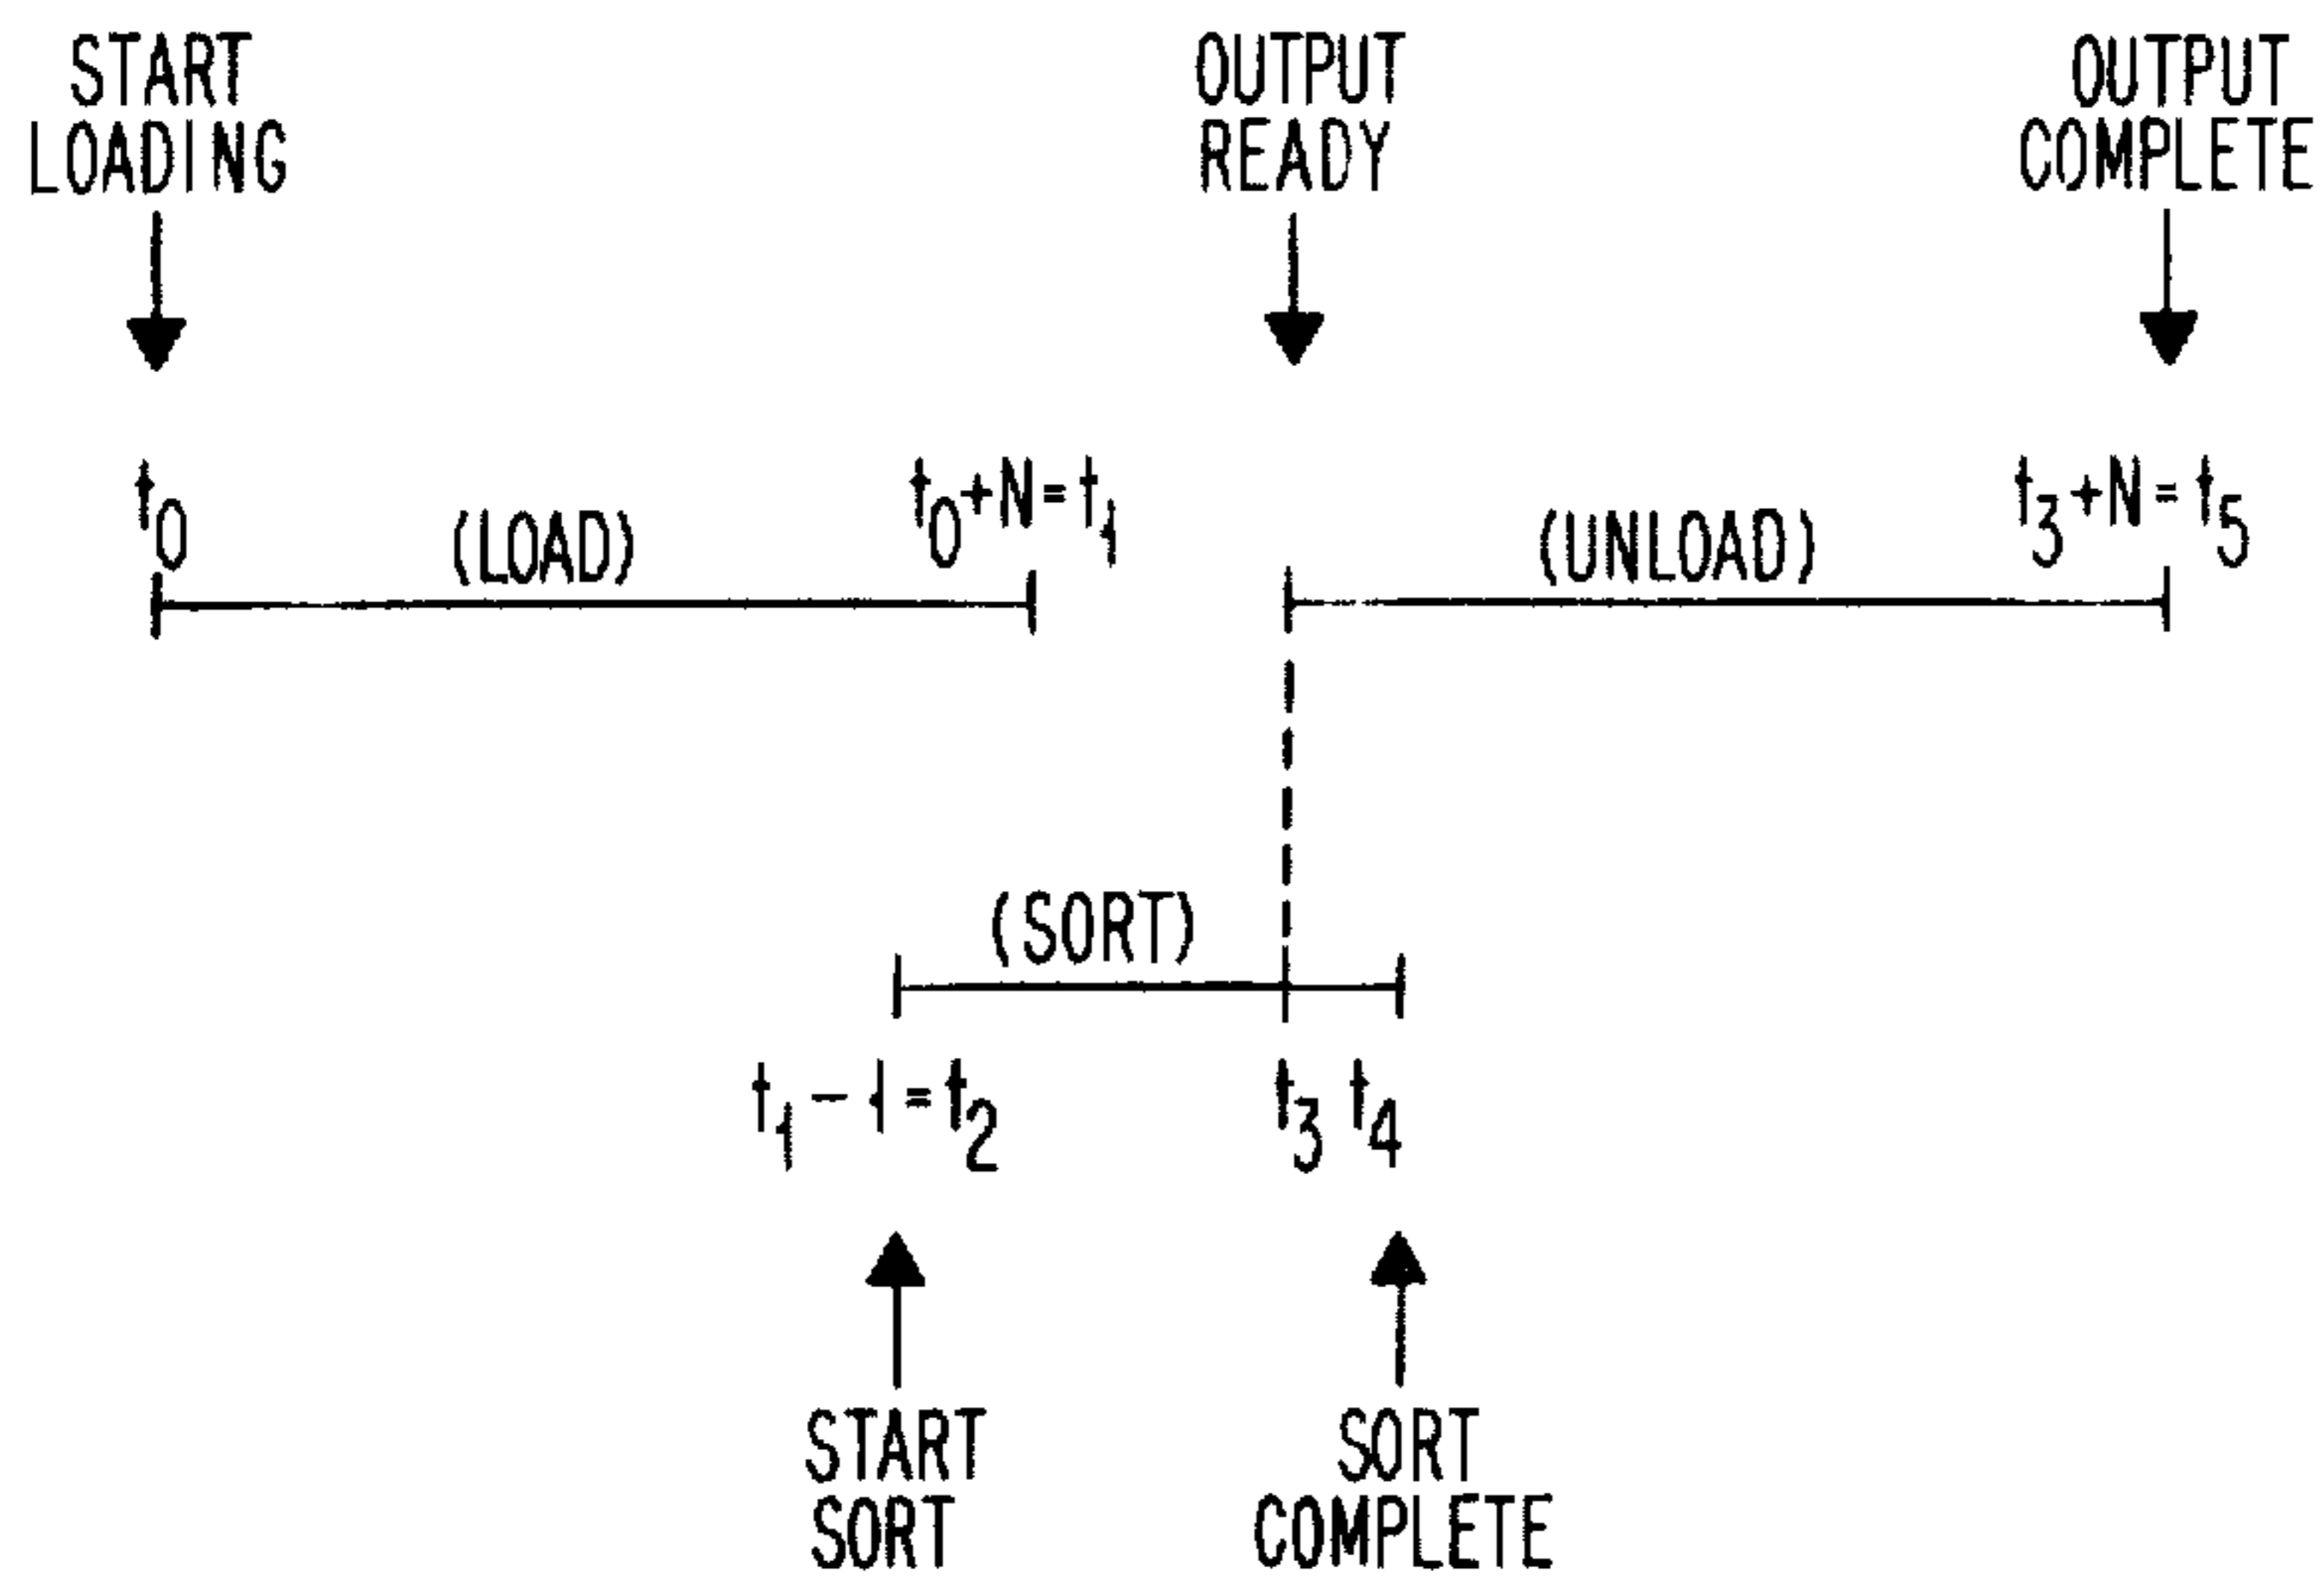 START
LOADING
OUTPUT
READY
OUTPUT
COMPLETE
t0
(LOAD)
t0+N=t1
(UNLOAD)
t3+N=t5
(SORT)
t1-1=t2
t3 t4
START
SORT
SORT
COMPLETE